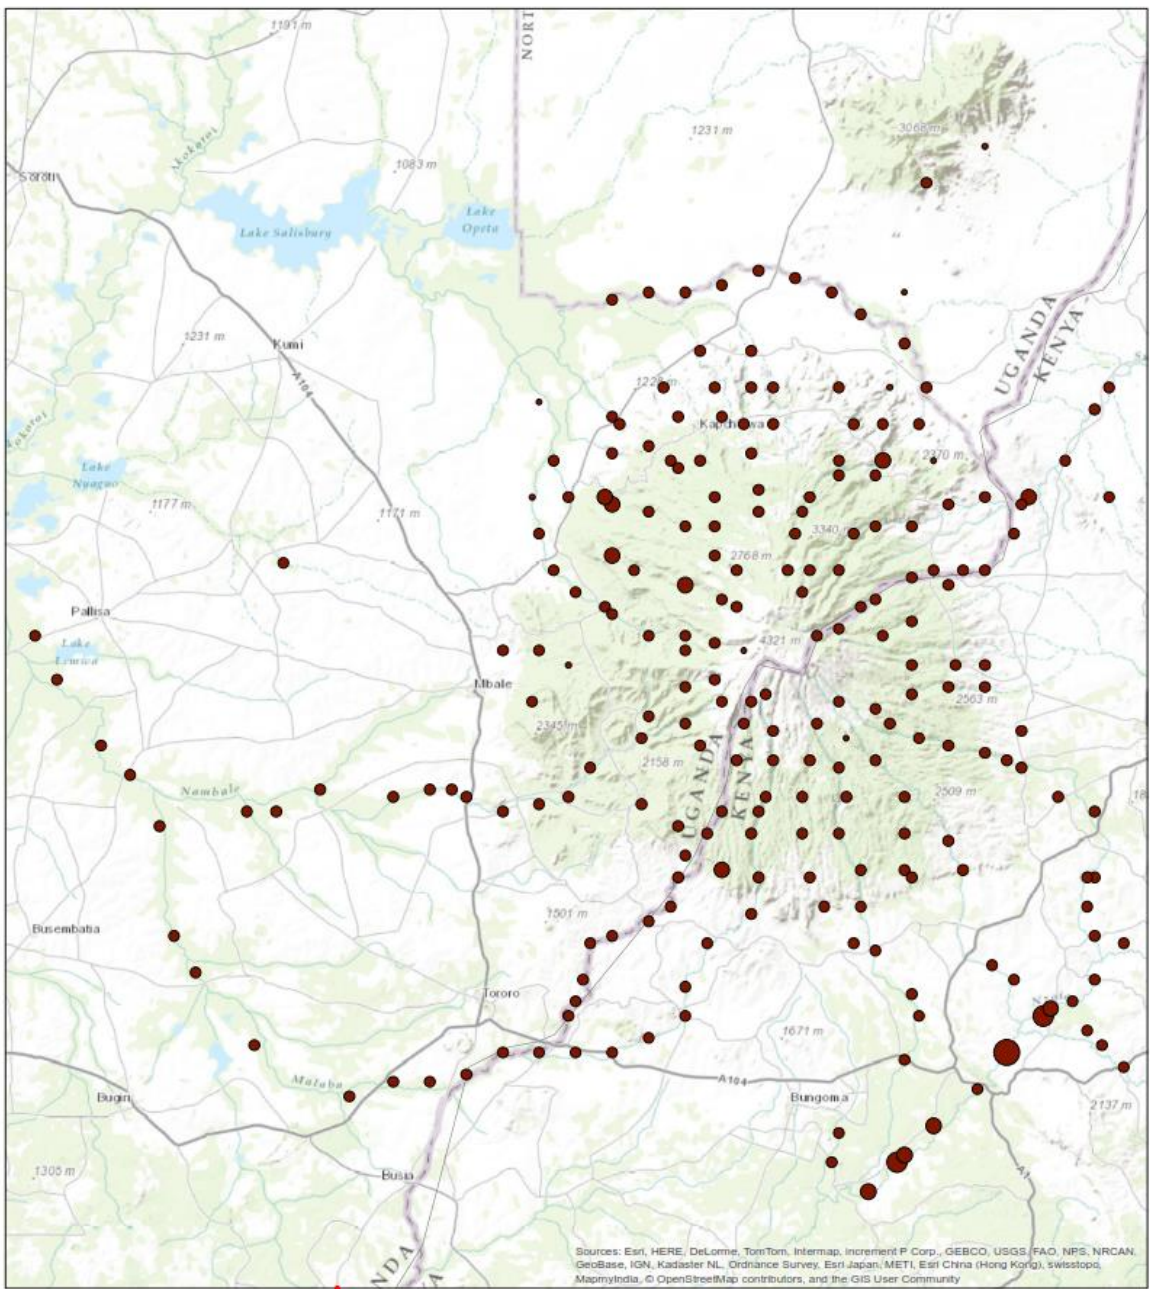 1191 m
NORT
1231 m
3068 m
Akokoroi
1083 m
Soroti
Lake
Opeta
Lake Salisbury
UGANDA
KENYA
1231 m
Kumi
A104
Kapchorwa
2370 m
Lake
Nyaguo
1177 m
1171 m
3340 m
2768 m
Pallisa
4321 m
Lake
Mbale
2563 m
2345 m
2158 m
UGANDA
KENYA
Nambale
2509 m
1501 m
Busembatia
Tororo
1671 m
A104
Malaba
Bugiri
Bungoma
2137 m
1305 m
Busia
A1
NDA
A
Sources: Esri, HERE, DeLorme, TomTom, Intermap, increment P Corp., GEBCO, USGS, FAO, NPS, NRCAN,
GeoBase, IGN, Kadaster NL, Ordnance Survey, Esri Japan, METI, Esri China (Hong Kong), swisstopo,
MapmyIndia, © OpenStreetMap contributors, and the GIS User Community